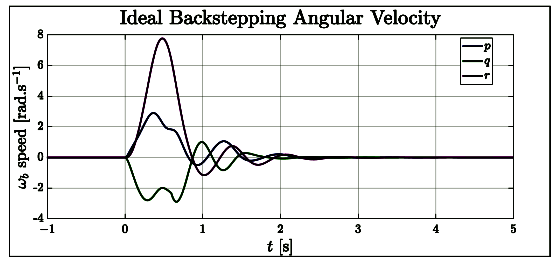 Ideal Backstepping Angular Velocity
ω_b speed [rad.s⁻¹]
8
6
4
2
0
-2
-4
-1 0 1 2 3 4 5
t [s]
p
q
r